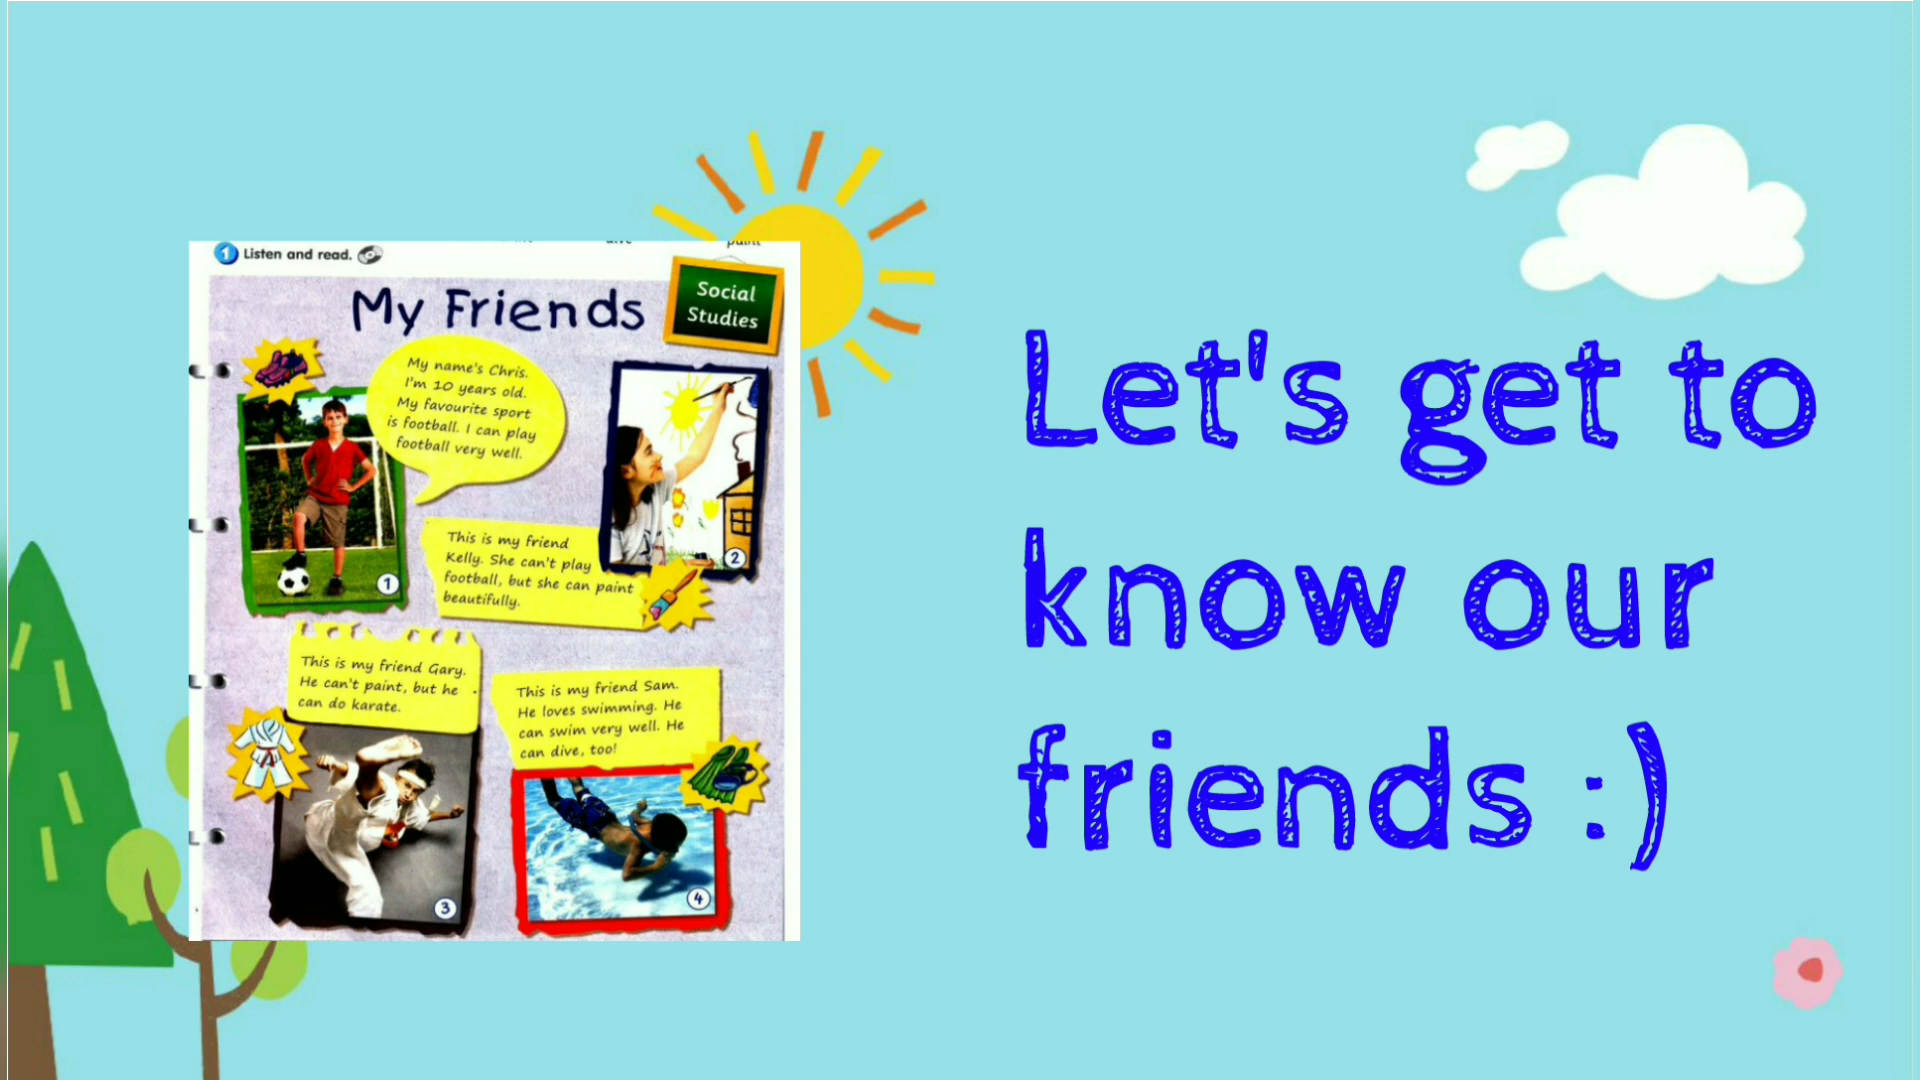 1 Listen and read.
My Friends
Social
Studies
My name's Chris.
I'm 10 years old.
My favourite sport
is football. I can play
football very well.
1
2
This is my friend
Kelly. She can't play
football, but she can paint
beautifully.
This is my friend Gary.
He can't paint, but he
can do karate.
3
This is my friend Sam.
He loves swimming. He
can swim very well. He
can dive, too!
4
Let's get to
know our
friends :)